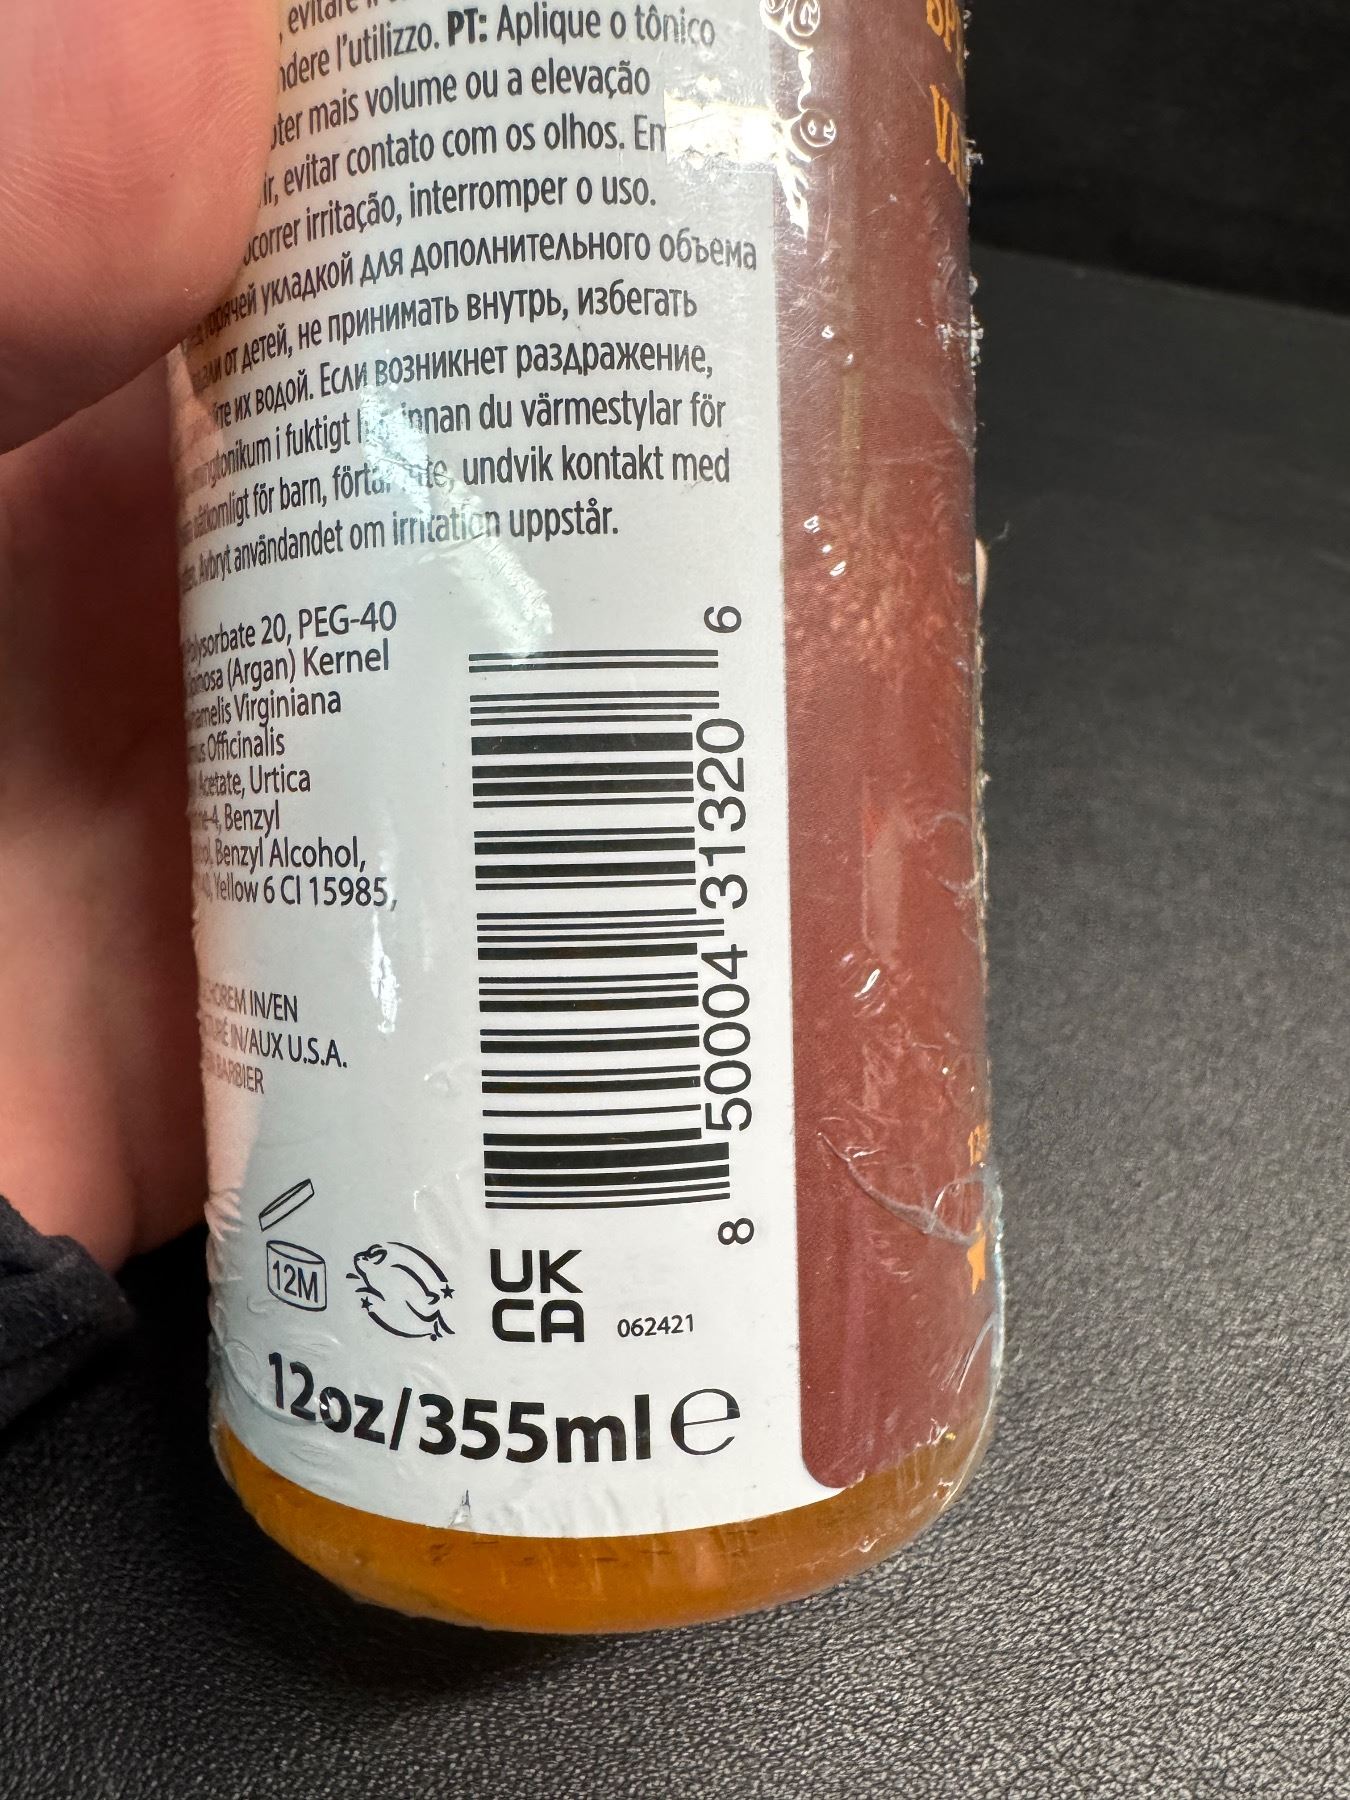 evitare
l'utilizzo. PT: Aplique o tônico
mais volume ou a elevação
evitar contato com os olhos. Em
irritação, interromper o uso.
укладкой для дополнительного объема
от детей, не принимать внутрь, избегать
их водой. Если возникнет раздражение,
i fuktigt innan du värmestylar för
för barn, undvik kontakt med
Avbryt användandet om irritation uppstår.
20, PEG-40
(Argan) Kernel
Virginiana
Officinalis
Acetate, Urtica
Benzyl
Benzyl Alcohol,
Yellow 6 CI 15985,
IN/EN
IN/AUX U.S.A.
BARBIER
8 50004 31320 6
12M
UK
CA
062421
12oz/355ml e